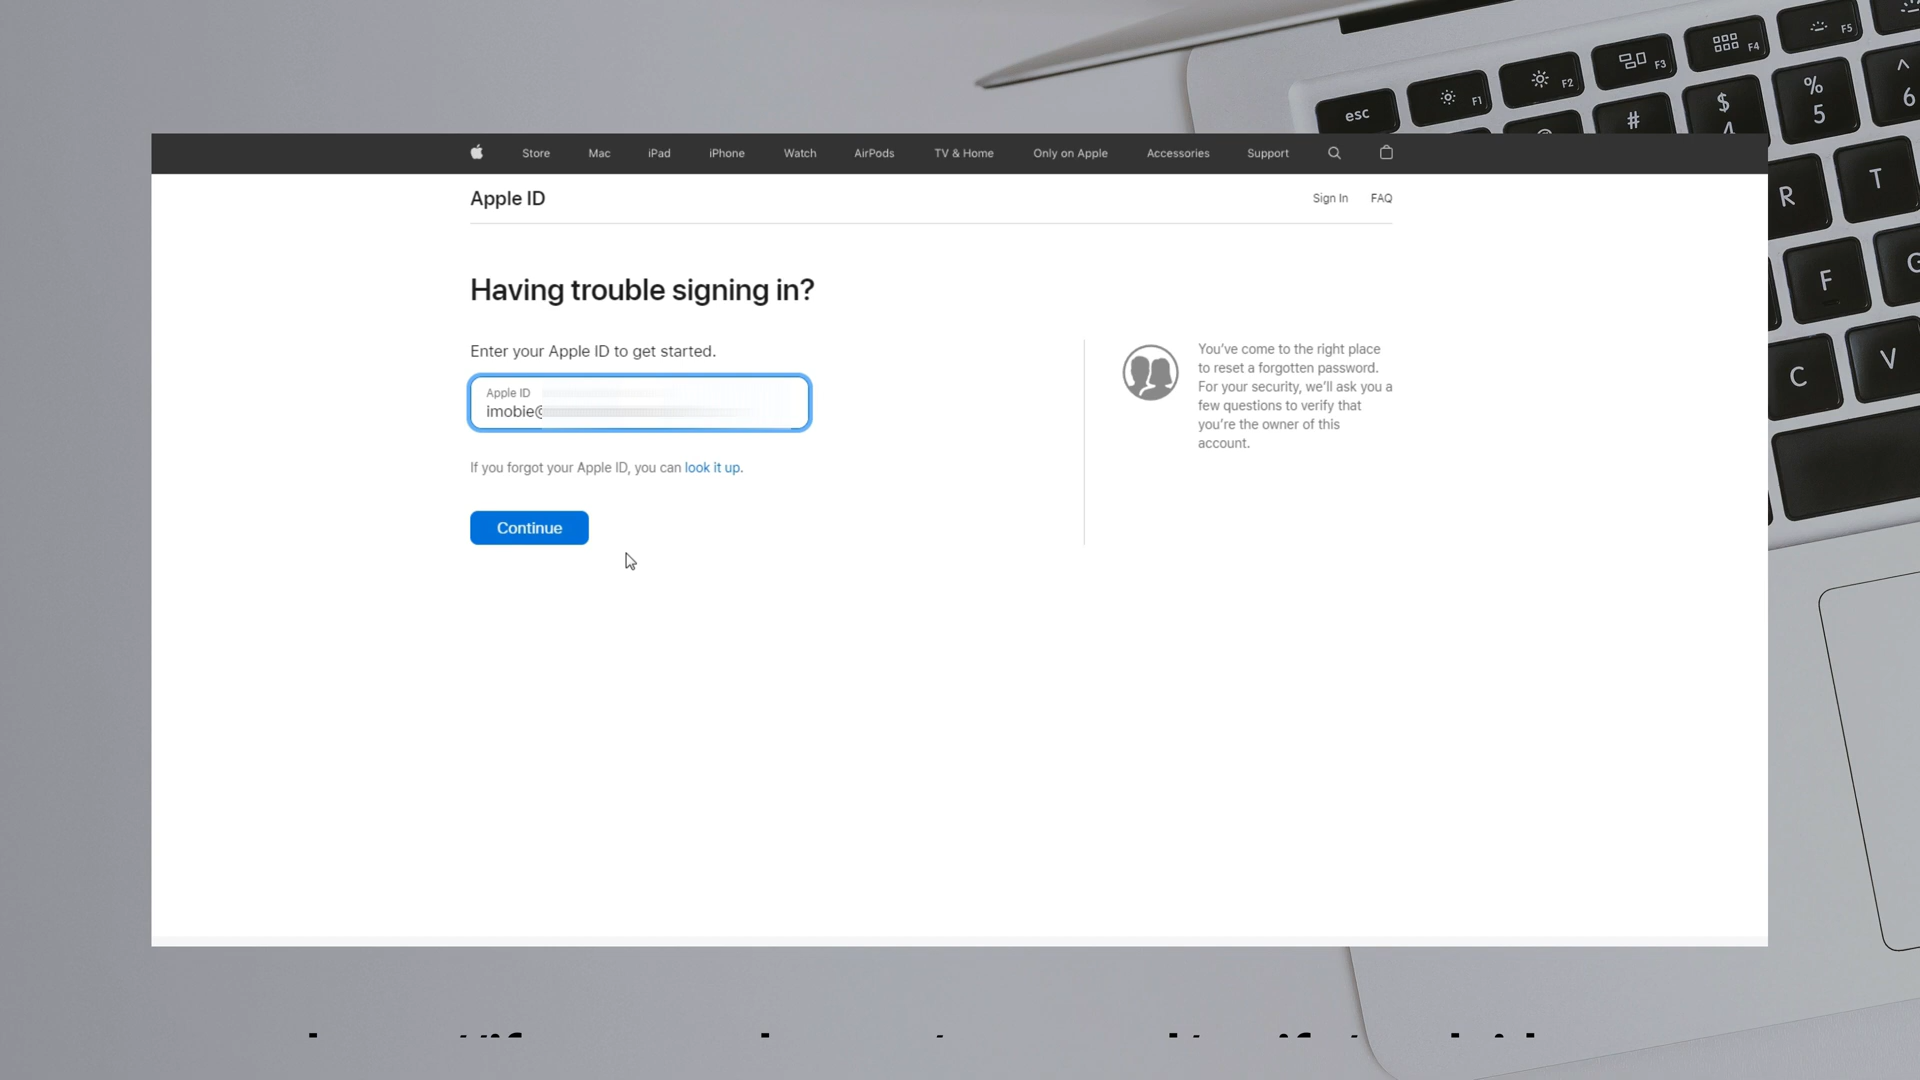 esc
F1
F2
F3
F4
F5
#
$
4
%
5
^
6
R
T
F
G
C
V
Store Mac iPad iPhone Watch AirPods TV & Home Only on Apple Accessories Support
Apple ID
Sign In FAQ
Having trouble signing in?
Enter your Apple ID to get started.
Apple ID
imobie@
If you forgot your Apple ID, you can look it up.
Continue
You’ve come to the right place
to reset a forgotten password.
For your security, we’ll ask you a
few questions to verify that
you’re the owner of this
account.